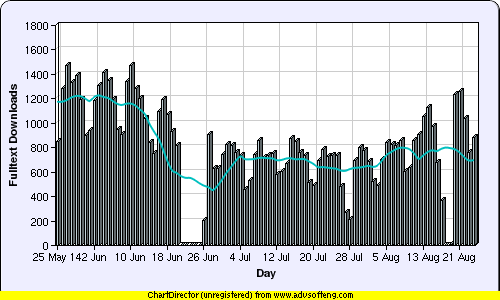 1800
1600
1400
1200
1000
800
600
400
200
0
Fulltext Downloads
25 May 142 Jun 10 Jun 18 Jun 26 Jun 4 Jul 12 Jul 20 Jul 28 Jul 5 Aug 13 Aug 21 Aug
Day
ChartDirector (unregistered) from www.advsofteng.com